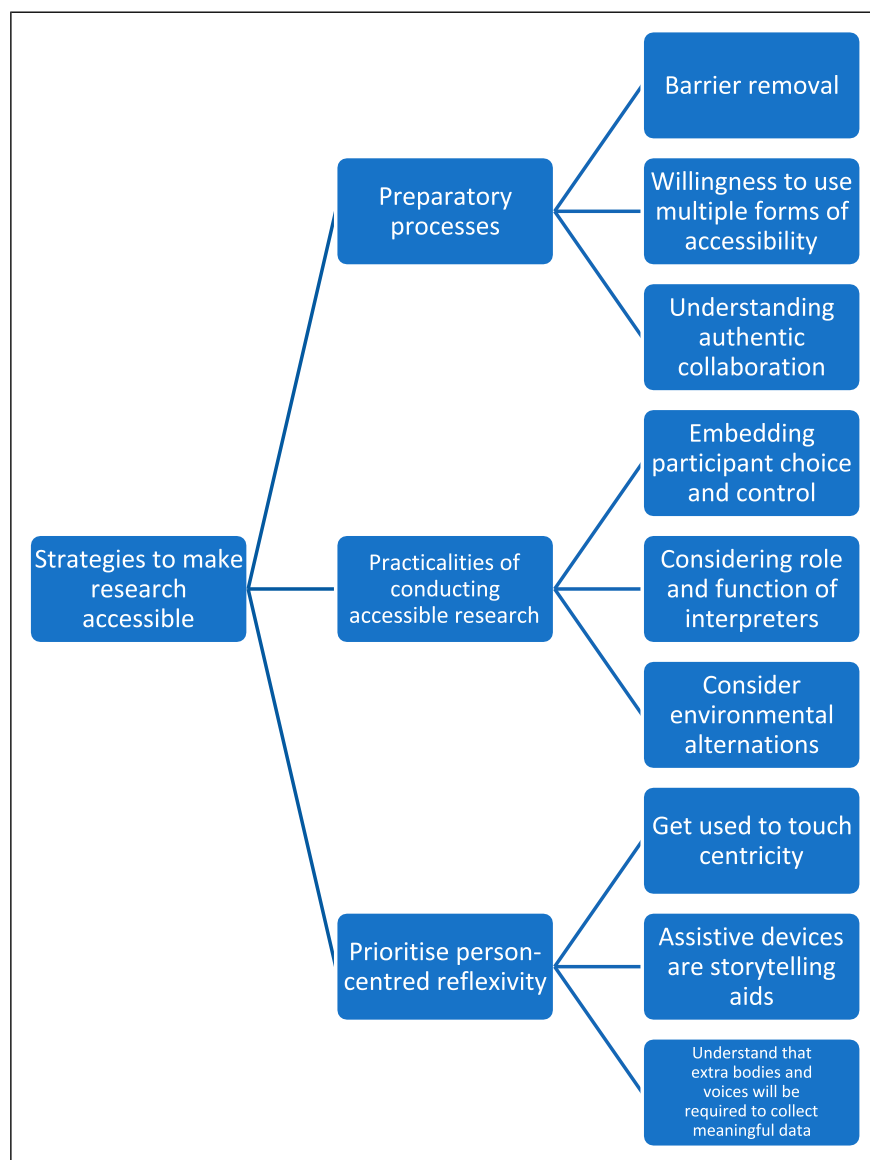 Strategies to make
research
accessible
Preparatory
processes
Barrier removal
Willingness to use
multiple forms of
accessibility
Understanding
authentic
collaboration
Practicalities of
conducting
accessible research
Embedding
participant choice
and control
Considering role
and function of
interpreters
Consider
environmental
alternations
Prioritise person-
centred reflexivity
Get used to touch
centricity
Assistive devices
are storytelling
aids
Understand that
extra bodies and
voices will be
required to collect
meaningful data